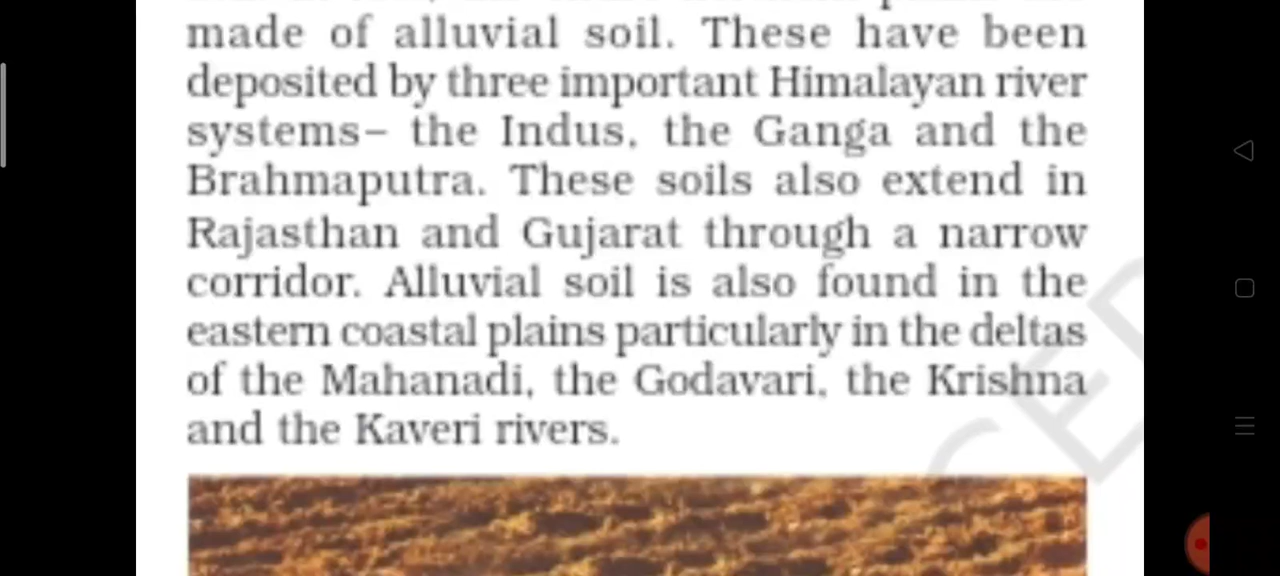 made of alluvial soil. These have been
deposited by three important Himalayan river
systems– the Indus, the Ganga and the
Brahmaputra. These soils also extend in
Rajasthan and Gujarat through a narrow
corridor. Alluvial soil is also found in the
eastern coastal plains particularly in the deltas
of the Mahanadi, the Godavari, the Krishna
and the Kaveri rivers.